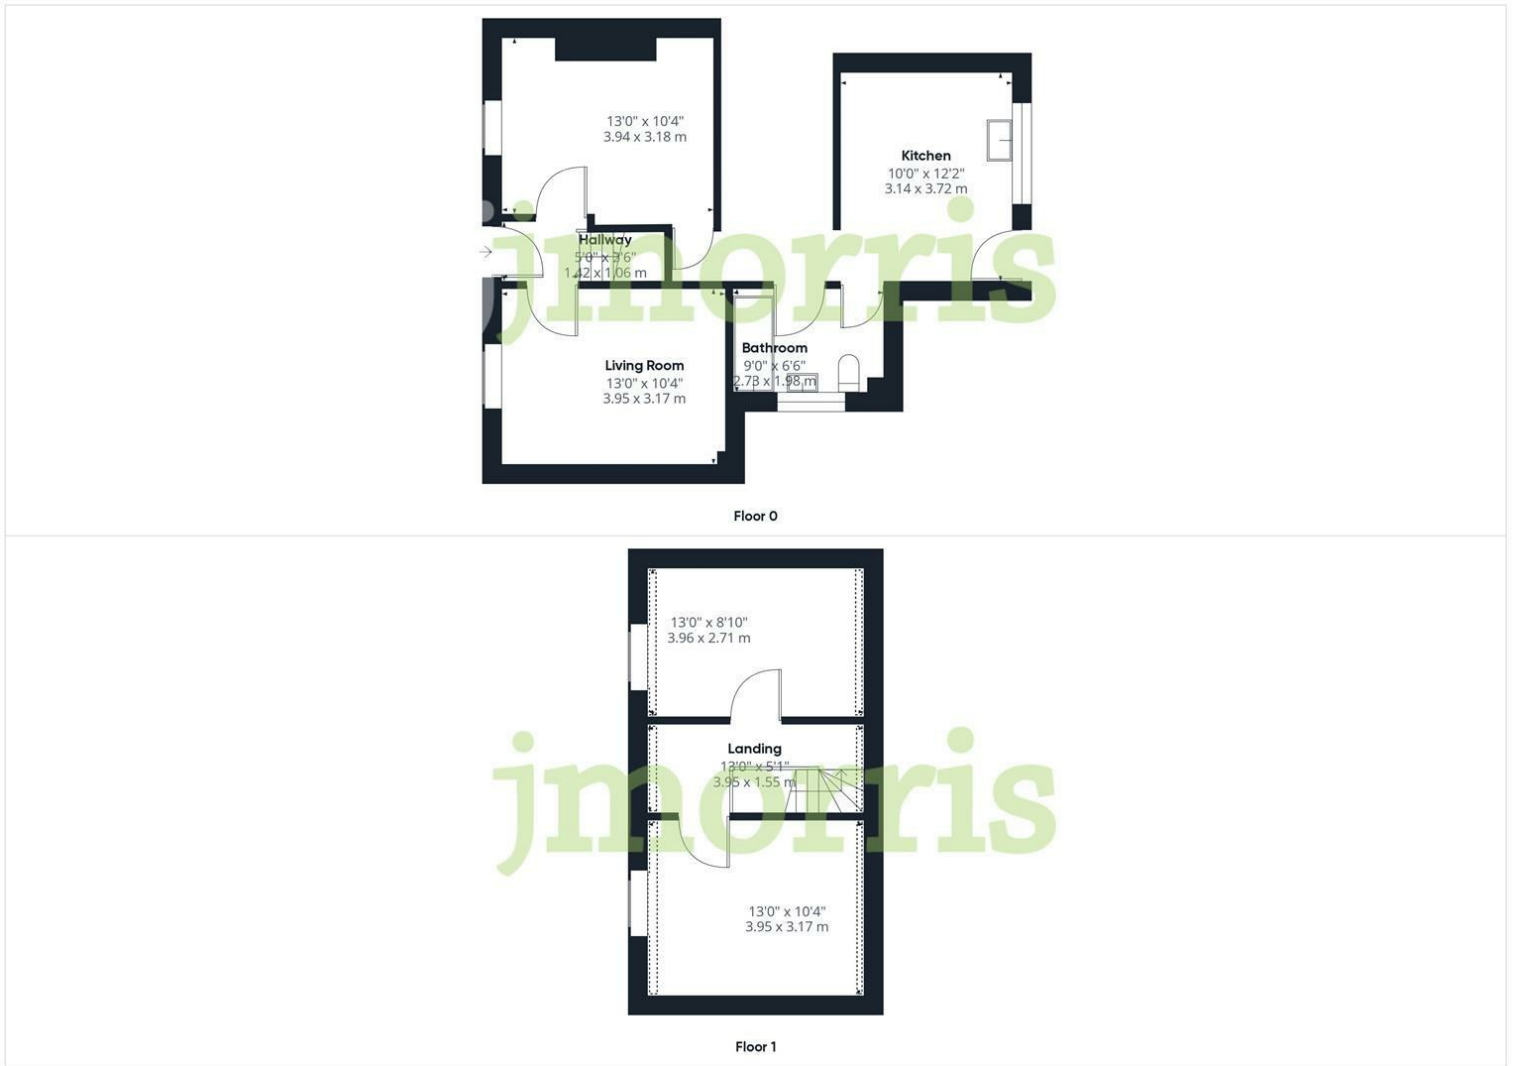 13'0" x 10'4"
3.94 x 3.18 m
Kitchen
10'0" x 12'2"
3.14 x 3.72 m
Hallway
5'0" x 3'6"
1.42 x 1.06 m
jmorris
Living Room
13'0" x 10'4"
3.95 x 3.17 m
Bathroom
9'0" x 6'6"
2.73 x 1.98 m
Floor 0
13'0" x 8'10"
3.96 x 2.71 m
Landing
13'0" x 5'1"
3.95 x 1.55 m
jmorris
13'0" x 10'4"
3.95 x 3.17 m
Floor 1